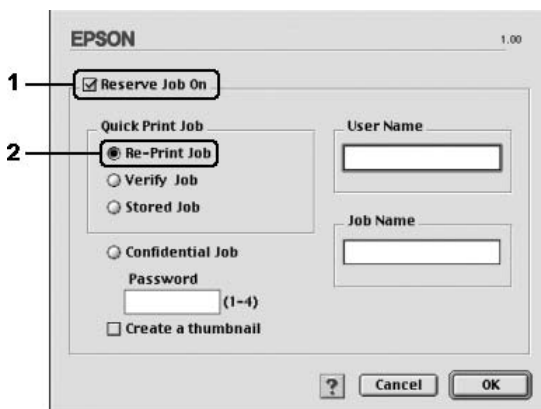 EPSON 1.00
1 Reserve Job On
Quick Print Job
2 Re-Print Job
Verify Job
Stored Job
User Name
Job Name
Confidential Job
Password
(1-4)
Create a thumbnail
? Cancel OK